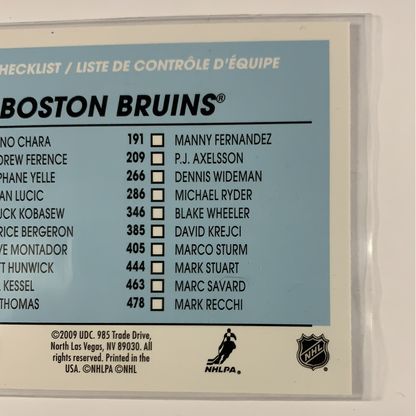 HECKLIST / LISTE DE CONTRÔLE D'ÉQUIPE
BOSTON BRUINS®
NO CHARA 191 MANNY FERNANDEZ
DREW FERENCE 209 P.J. AXELSSON
PHANE YELLE 266 DENNIS WIDEMAN
AN LUCIC 286 MICHAEL RYDER
UCK KOBASEW 346 BLAKE WHEELER
RICE BERGERON 385 DAVID KREJCI
VE MONTADOR 405 MARCO STURM
TT HUNWICK 444 MARK STUART
L KESSEL 463 MARC SAVARD
THOMAS 478 MARK RECCHI
©2009 UDC. 985 Trade Drive,
North Las Vegas, NV 89030. All
rights reserved. Printed in the
USA. ©NHLPA ©NHL
NHLPA.
NHL